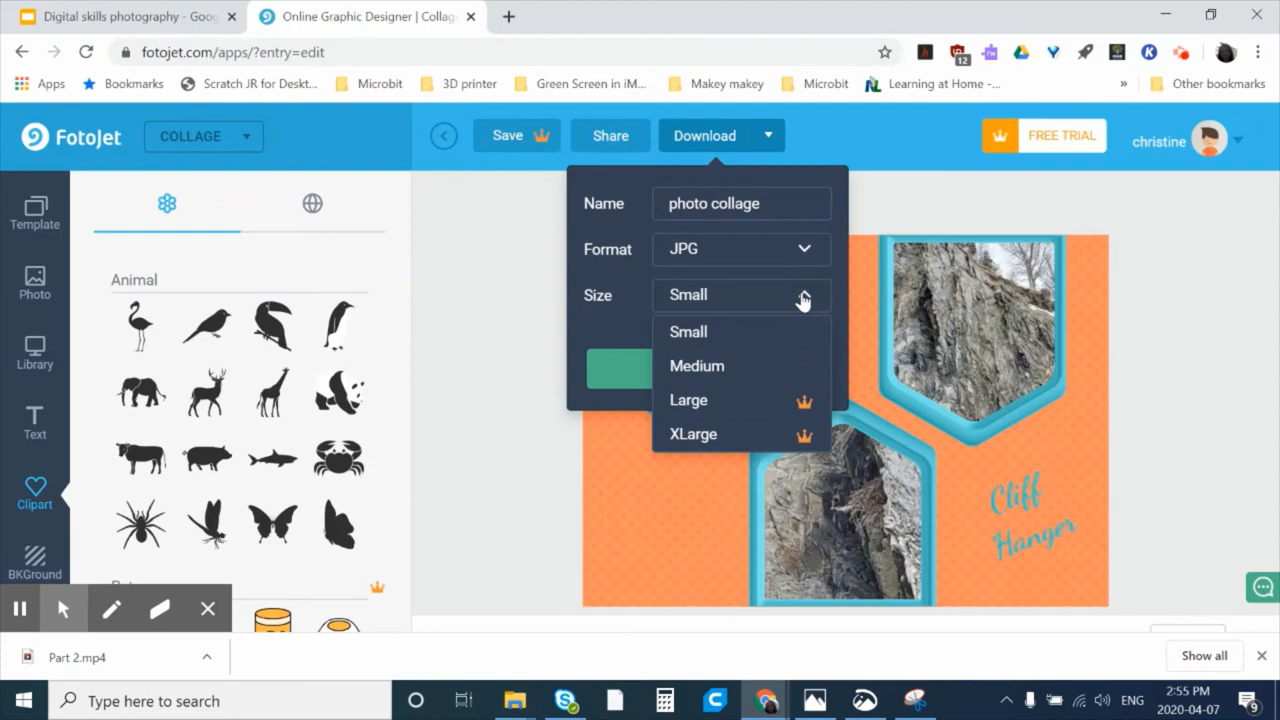 Digital skills photography - Goog
Online Graphic Designer | Collag
fotojet.com/apps/?entry=edit
12
Apps
Bookmarks
Scratch JR for Deskt...
Microbit
3D printer
Green Screen in iM...
Makey makey
Microbit
Learning at Home -...
»
Other bookmarks
FotoJet
COLLAGE
Save
Share
Download
FREE TRIAL
christine
Template
Photo
Library
Text
Clipart
BKGround
Animal
Name
photo collage
Format
JPG
Size
Small
Small
Medium
Large
XLarge
Cliff
Hanger
Part 2.mp4
Show all
Type here to search
ENG
2:55 PM
2020-04-07
9